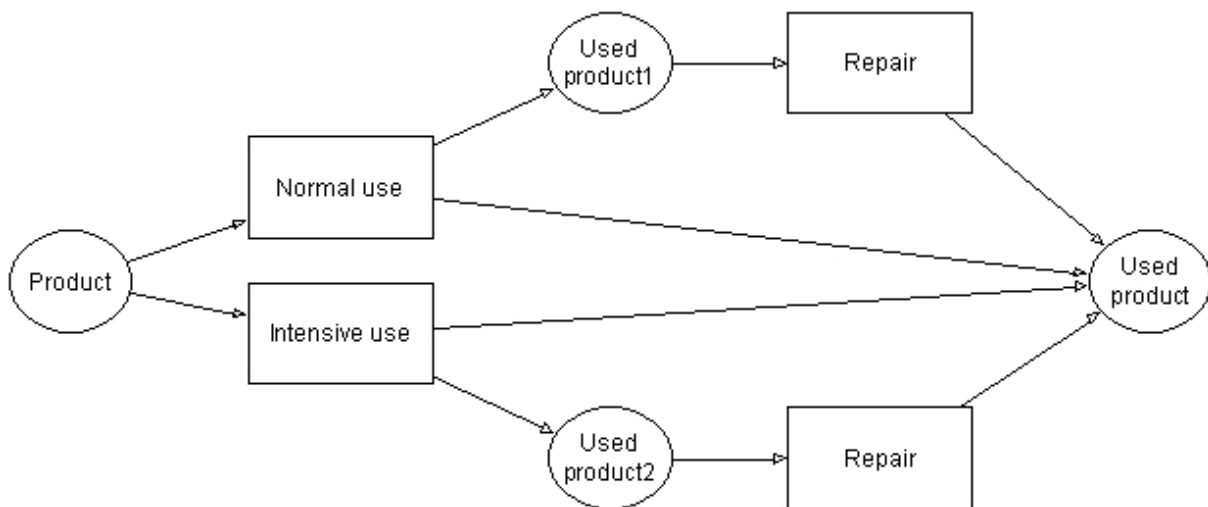 Used
product1
Repair
Normal use
Product
Used
product
Intensive use
Used
product2
Repair